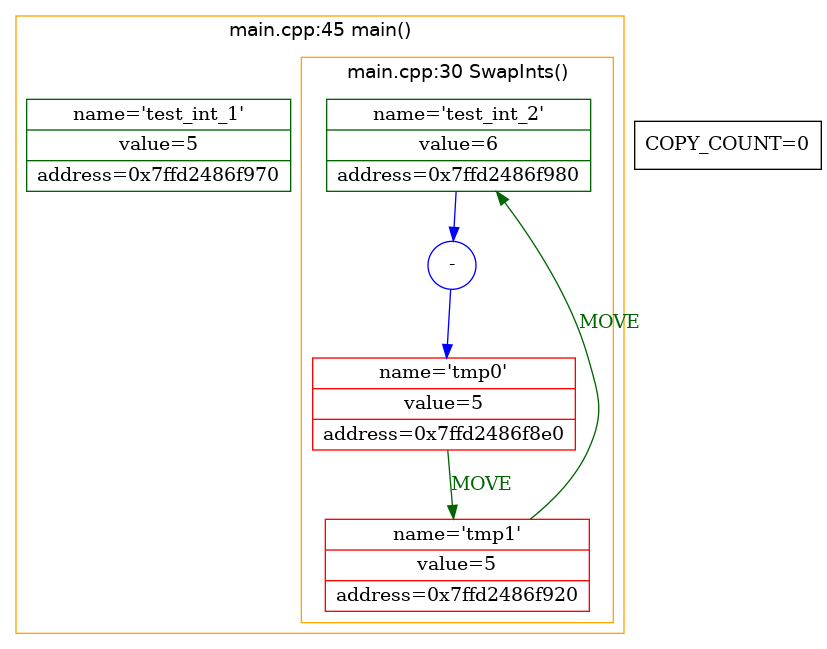 main.cpp:45 main()
main.cpp:30 SwapInts()
name='test_int_1'
value=5
address=0x7ffd2486f970
name='test_int_2'
value=6
address=0x7ffd2486f980
COPY_COUNT=0
-
MOVE
name='tmp0'
value=5
address=0x7ffd2486f8e0
MOVE
name='tmp1'
value=5
address=0x7ffd2486f920